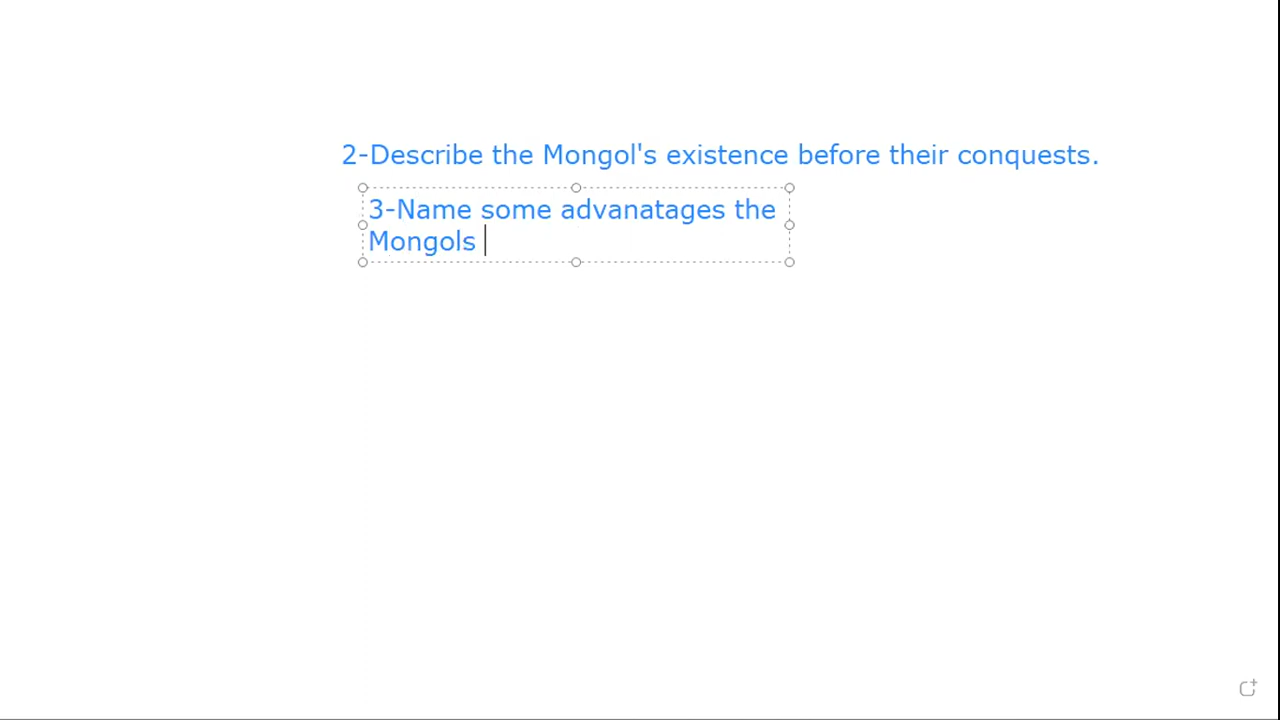 2-Describe the Mongol's existence before their conquests.
3-Name some advanatages the
Mongols